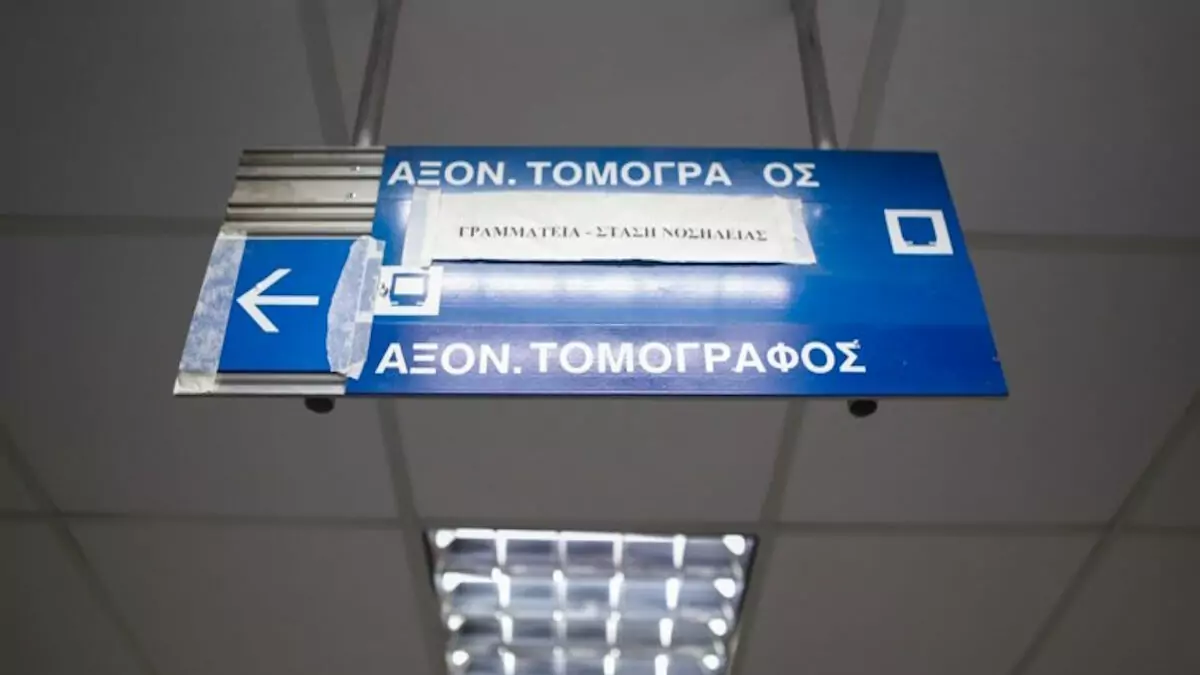 ΑΞΟΝ. ΤΟΜΟΓΡΑ ΟΣ
ΓΡΑΜΜΑΤΕΙΑ - ΣΤΑΣΗ ΝΟΣΗΛΕΙΑΣ
ΑΞΟΝ. ΤΟΜΟΓΡΑΦΟΣ